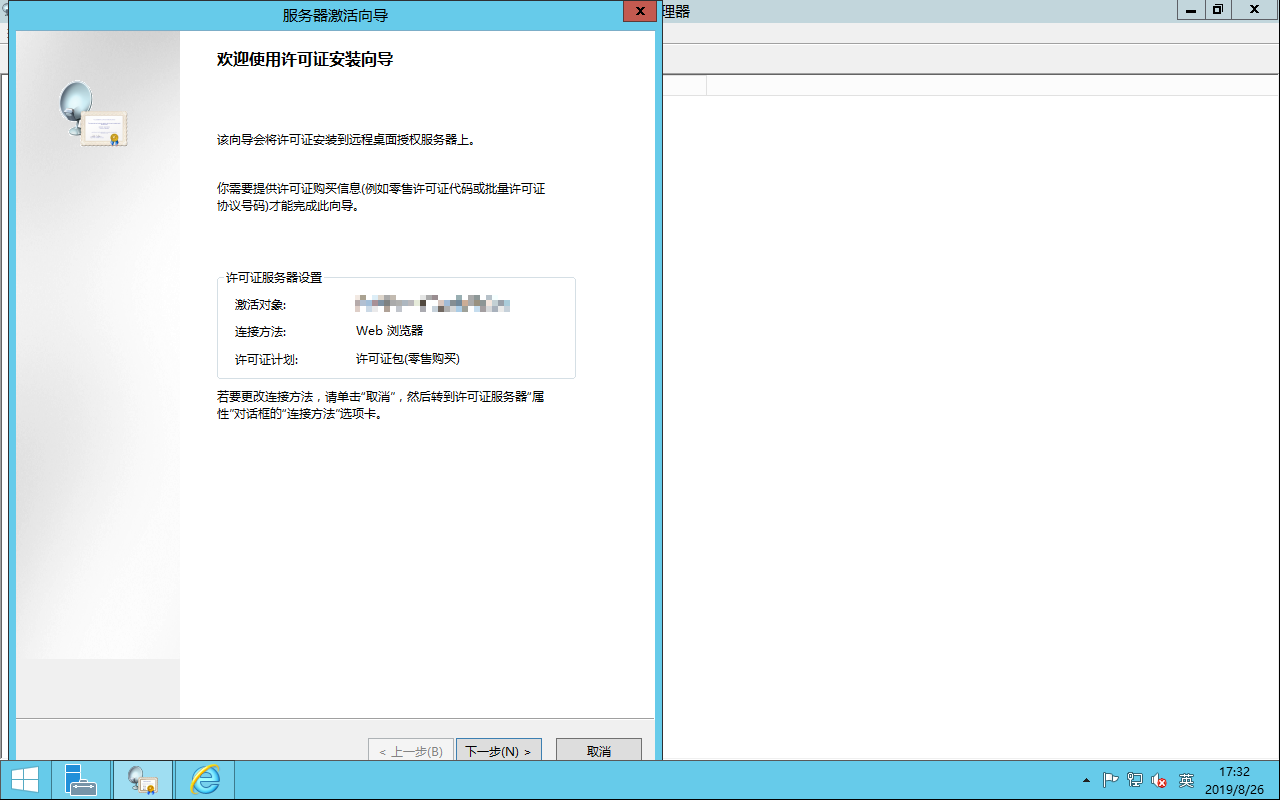 服务器激活向导
理器
欢迎使用许可证安装向导
该向导会将许可证安装到远程桌面授权服务器上。
你需要提供许可证购买信息(例如零售许可证代码或批量许可证
协议号码)才能完成此向导。
许可证服务器设置
激活对象:
连接方法: Web 浏览器
许可证计划: 许可证包(零售购买)
若要更改连接方法，请单击“取消”，然后转到许可证服务器“属
性”对话框的“连接方法”选项卡。
< 上一步(B) 下一步(N) > 取消
英
17:32
2019/8/26